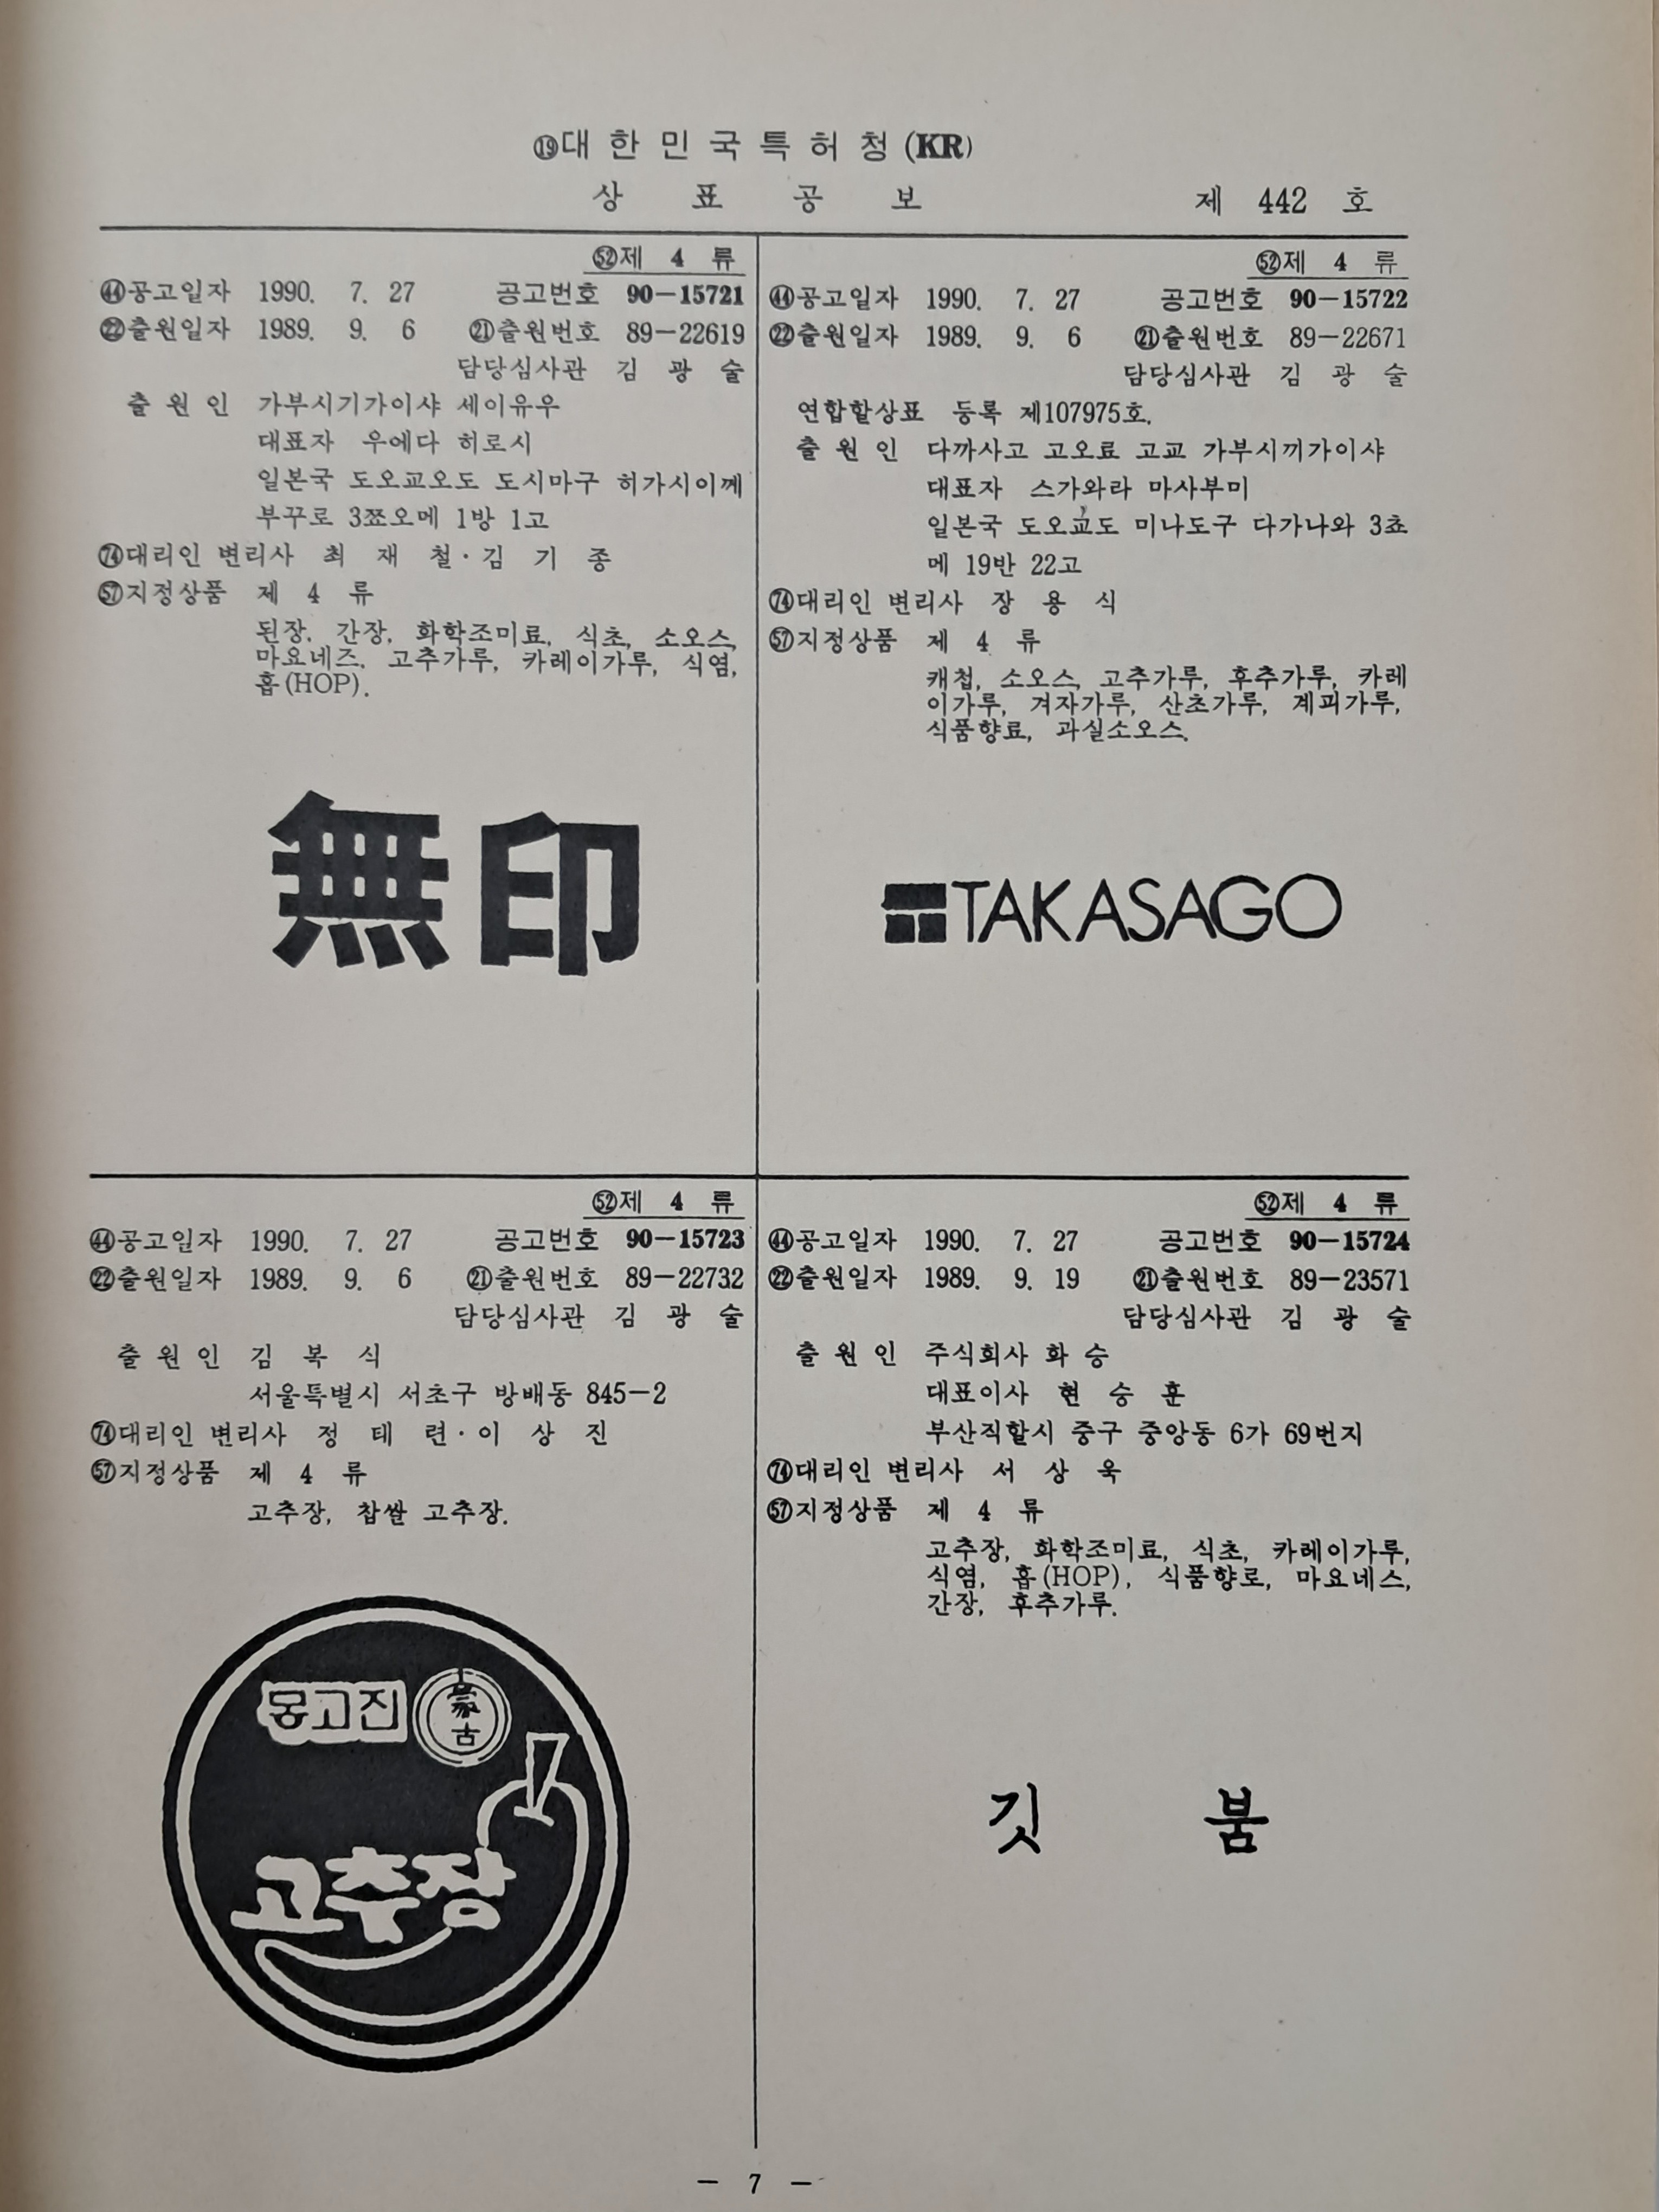 ⑲대한민국특허청(KR)
상표공보 제 442 호
52제 4 류
44공고일자 1990. 7. 27 공고번호 90-15721
22출원일자 1989. 9. 6 21출원번호 89-22619
담당심사관 김 광 술
출원인 가부시기가이샤 세이유우
대표자 우에다 히로시
일본국 도오교오도 도시마구 히가시이께
부꾸로 3쪼오메 1방 1고
74대리인 변리사 최 재 철·김 기 종
57지정상품 제 4 류
된장, 간장, 화학조미료, 식초, 소오스,
마요네즈, 고추가루, 카레이가루, 식염,
홉(HOP).
無印
52제 4 류
44공고일자 1990. 7. 27 공고번호 90-15722
22출원일자 1989. 9. 6 21출원번호 89-22671
담당심사관 김 광 술
연합할상표 등록 제107975호.
출원인 다까사고 고오료 고교 가부시끼가이샤
대표자 스가와라 마사부미
일본국 도오교도 미나도구 다가나와 3쵸
메 19반 22고
74대리인 변리사 장 용 식
57지정상품 제 4 류
캐첩, 소오스, 고추가루, 후추가루, 카레
이가루, 겨자가루, 산초가루, 계피가루,
식품향료, 과실소오스.
TAKASAGO
52제 4 류
44공고일자 1990. 7. 27 공고번호 90-15723
22출원일자 1989. 9. 6 21출원번호 89-22732
담당심사관 김 광 술
출원인 김 복 식
서울특별시 서초구 방배동 845-2
74대리인 변리사 정 태 련·이 상 진
57지정상품 제 4 류
고추장, 찹쌀 고추장.
몽고진 蒙古
고추장
52제 4 류
44공고일자 1990. 7. 27 공고번호 90-15724
22출원일자 1989. 9. 19 21출원번호 89-23571
담당심사관 김 광 술
출원인 주식회사 화승
대표이사 현 승 훈
부산직할시 중구 중앙동 6가 69번지
74대리인 변리사 서 상 욱
57지정상품 제 4 류
고추장, 화학조미료, 식초, 카레이가루,
식염, 홉(HOP), 식품향로, 마요네스,
간장, 후추가루.
깃붐
- 7 -